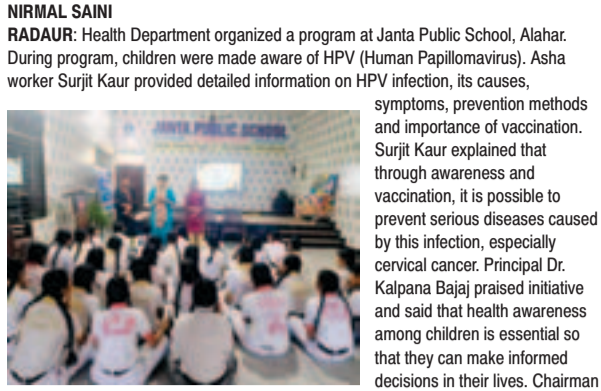 NIRMAL SAINI
RADAUR: Health Department organized a program at Janta Public School, Alahar.
During program, children were made aware of HPV (Human Papillomavirus). Asha
worker Surjit Kaur provided detailed information on HPV infection, its causes,
symptoms, prevention methods
and importance of vaccination.
Surjit Kaur explained that
through awareness and
vaccination, it is possible to
prevent serious diseases caused
by this infection, especially
cervical cancer. Principal Dr.
Kalpana Bajaj praised initiative
and said that health awareness
among children is essential so
that they can make informed
decisions in their lives. Chairman
JANTA PUBLIC SCHOOL